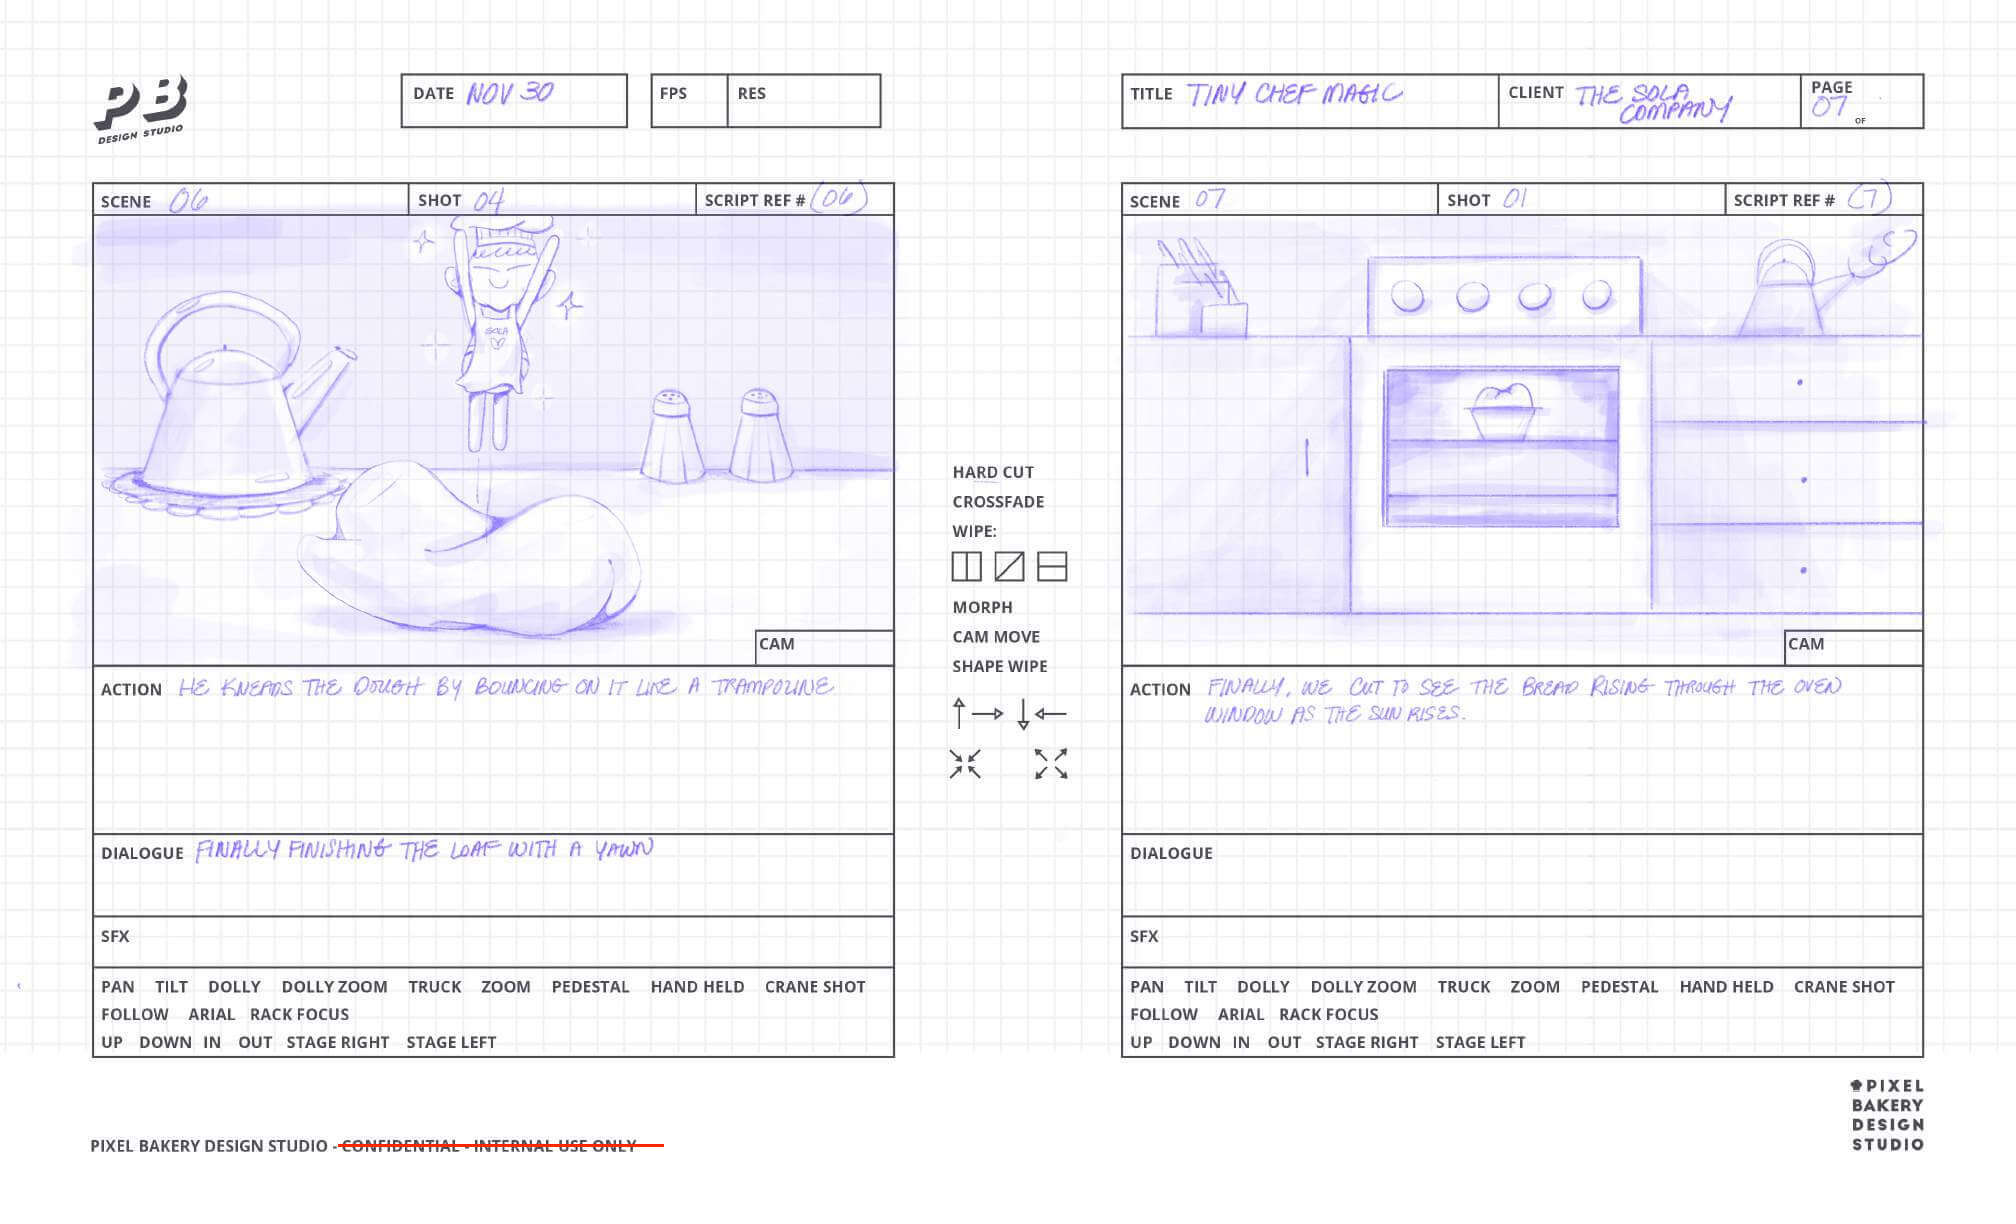 PB
DESIGN STUDIO
DATE NOV 30
FPS
RES
TITLE TINY CHEF MAGIC
CLIENT THE SOLA COMPANY
PAGE 07
OF
SCENE 06
SHOT 04
SCRIPT REF # (06)
SOLA
CAM
ACTION HE KNEADS THE DOUGH BY BOUNCING ON IT LIKE A TRAMPOLINE
DIALOGUE FINALLY FINISHING THE LOAF WITH A YAWN
SFX
PAN TILT DOLLY DOLLY ZOOM TRUCK ZOOM PEDESTAL HAND HELD CRANE SHOT
FOLLOW ARIAL RACK FOCUS
UP DOWN IN OUT STAGE RIGHT STAGE LEFT
HARD CUT
CROSSFADE
WIPE:
MORPH
CAM MOVE
SHAPE WIPE
SCENE 07
SHOT 01
SCRIPT REF # (7)
CAM
ACTION FINALLY, WE CUT TO SEE THE BREAD RISING THROUGH THE OVEN
WINDOW AS THE SUN RISES.
DIALOGUE
SFX
PAN TILT DOLLY DOLLY ZOOM TRUCK ZOOM PEDESTAL HAND HELD CRANE SHOT
FOLLOW ARIAL RACK FOCUS
UP DOWN IN OUT STAGE RIGHT STAGE LEFT
PIXEL BAKERY DESIGN STUDIO - CONFIDENTIAL - INTERNAL USE ONLY
PIXEL
BAKERY
DESIGN
STUDIO